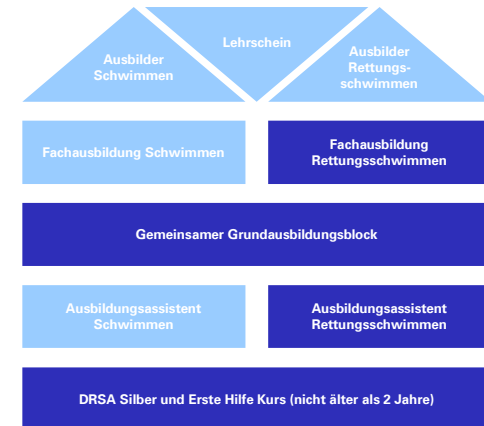 Ausbilder
Schwimmen
Lehrschein
Ausbilder
Rettungs-
schwimmen
Fachausbildung Schwimmen
Fachausbildung
Rettungsschwimmen
Gemeinsamer Grundausbildungsblock
Ausbildungsassistent
Schwimmen
Ausbildungsassistent
Rettungsschwimmen
DRSA Silber und Erste Hilfe Kurs (nicht älter als 2 Jahre)